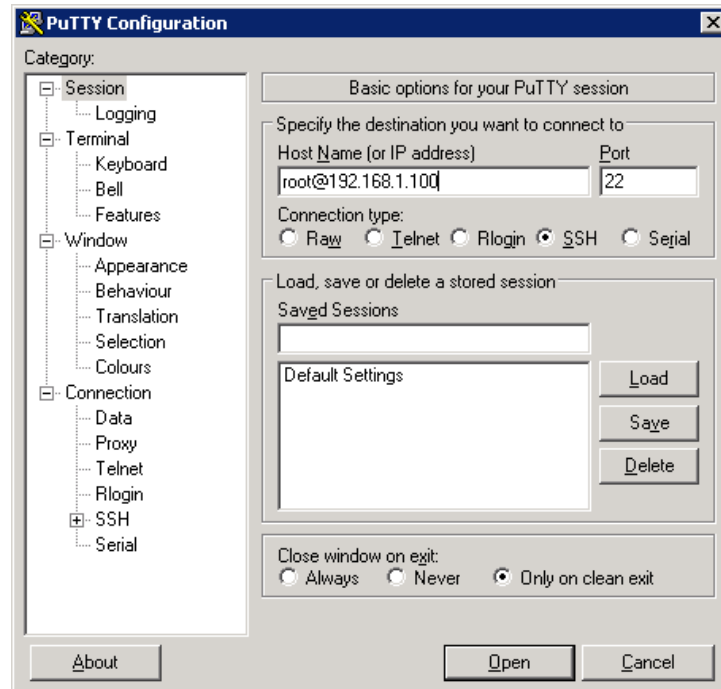 PuTTY Configuration
Category:
Session
Logging
Terminal
Keyboard
Bell
Features
Window
Appearance
Behaviour
Translation
Selection
Colours
Connection
Data
Proxy
Telnet
Rlogin
SSH
Serial
Basic options for your PuTTY session
Specify the destination you want to connect to
Host Name (or IP address) Port
root@192.168.1.100 22
Connection type:
Raw Telnet Rlogin SSH Serial
Load, save or delete a stored session
Saved Sessions
Default Settings
Load
Save
Delete
Close window on exit:
Always Never Only on clean exit
About Open Cancel